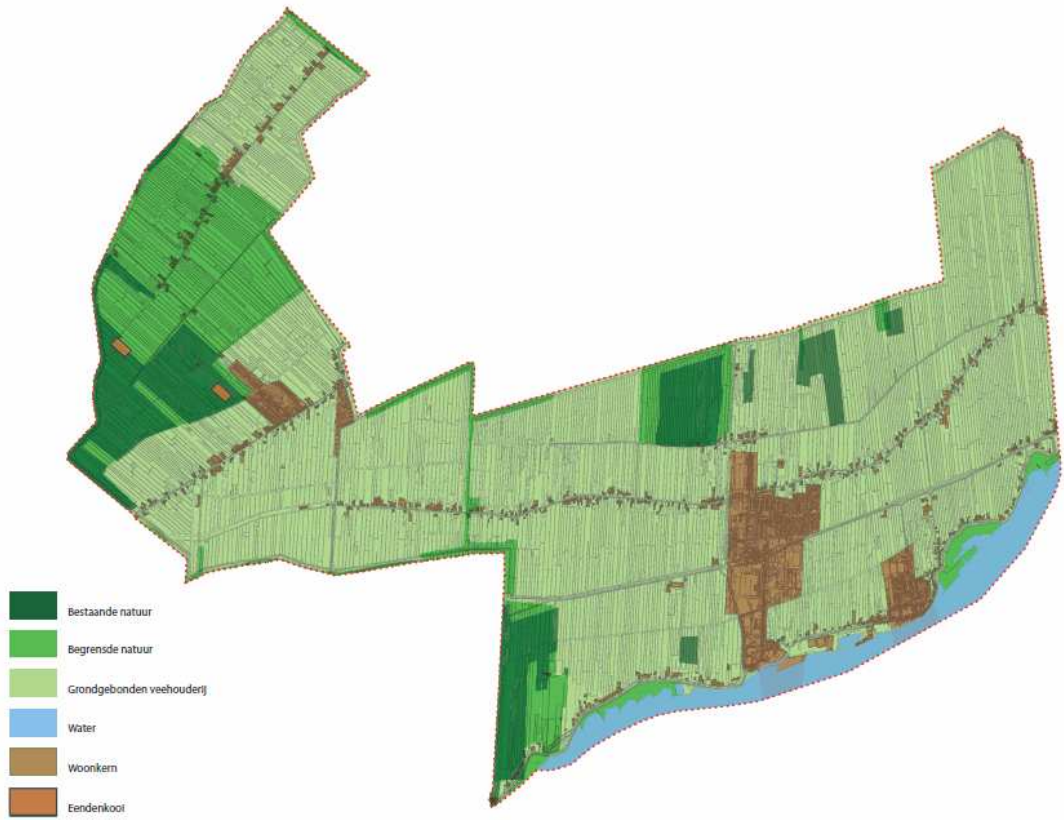 Bestaande natuur
Begrensde natuur
Grondgebonden veehouderij
Water
Woonkern
Eendenkooi